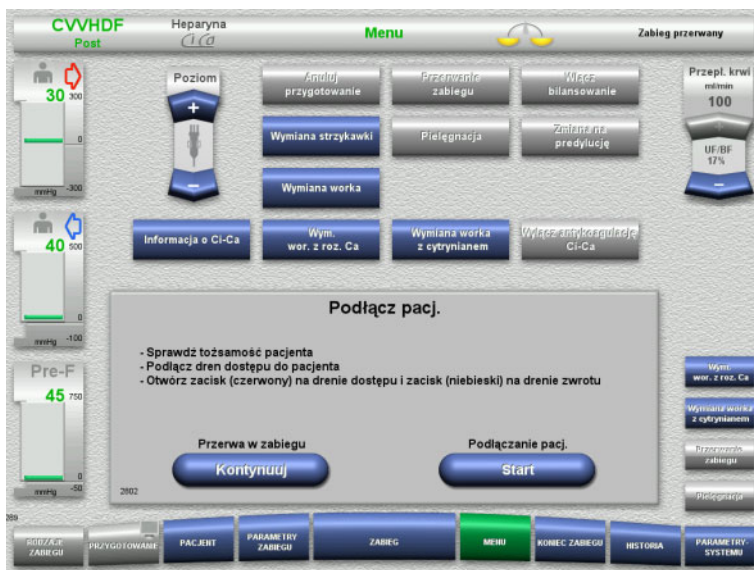 CVVHDF
Post
Heparyna
Ci Ca
Menu
Zabieg przerwany
30
300
0
-300
mmHg
Poziom
+
−
Anuluj
przygotowanie
Przerwanie
zabiegu
Włącz
bilansowanie
Wymiana strzykawki
Pielęgnacja
Zmiana na
predylucję
Wymiana worka
Informacja o Ci-Ca
Wym.
wor. z roz. Ca
Wymiana worka
z cytrynianem
Wyłącz antykoagulację
Ci-Ca
Przepł. krwi
ml/min
100
+
UF/BF
17%
−
40
500
0
-100
mmHg
Pre-F
45
750
0
-50
mmHg
Podłącz pacj.
- Sprawdź tożsamość pacjenta
- Podłącz dren dostępu do pacjenta
- Otwórz zacisk (czerwony) na drenie dostępu i zacisk (niebieski) na drenie zwrotu
Przerwa w zabiegu
Kontynuuj
Podłączanie pacj.
Start
2602
Wym.
wor. z roz. Ca
Wymiana worka
z cytrynianem
Przerwanie
zabiegu
Pielęgnacja
RODZAJE
ZABIEGU
PRZYGOTOWANIE
PACJENT
PARAMETRY
ZABIEGU
ZABIEG
MENU
KONIEC ZABIEGU
HISTORIA
PARAMETRY-
SYSTEMU